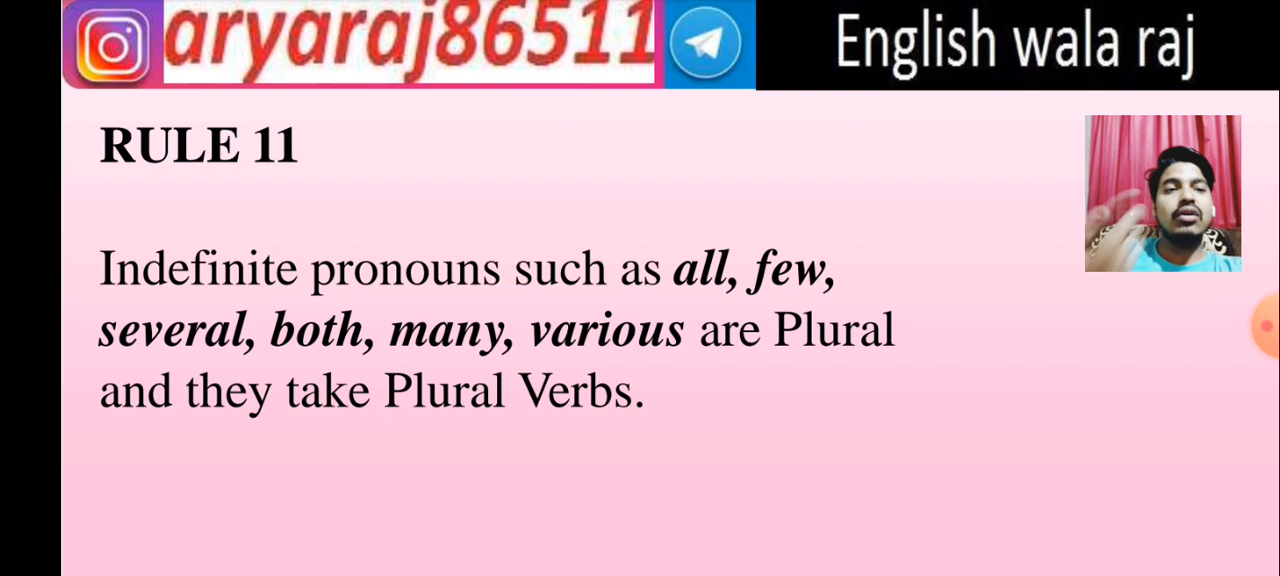 aryaraj86511 English wala raj
RULE 11
Indefinite pronouns such as all, few,
several, both, many, various are Plural
and they take Plural Verbs.